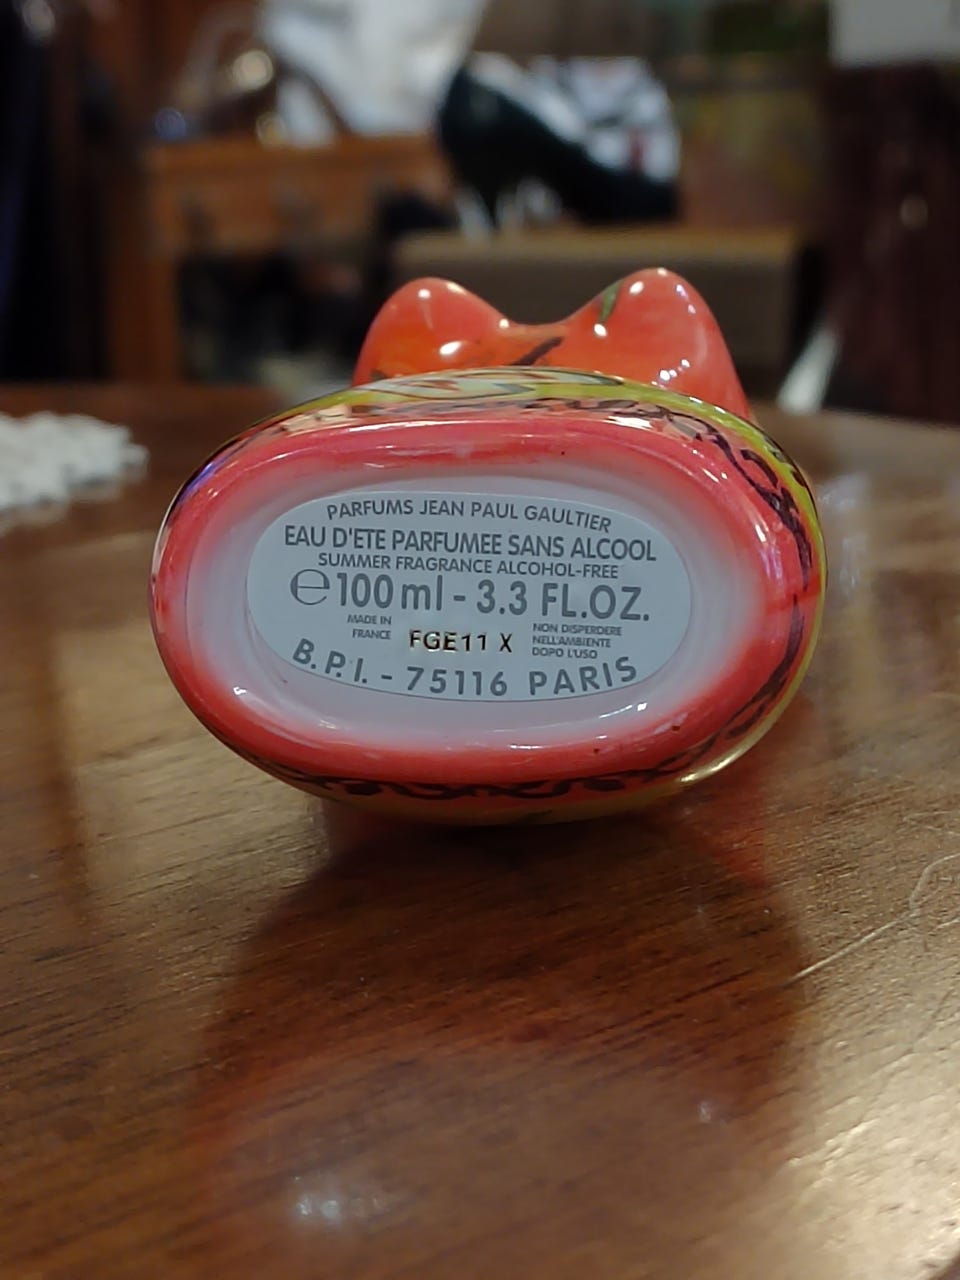 PARFUMS JEAN PAUL GAULTIER
EAU D'ETE PARFUMEE SANS ALCOOL
SUMMER FRAGRANCE ALCOHOL-FREE
℮ 100 ml - 3.3 FL.OZ.
MADE IN
FRANCE
FGE11 X
NON DISPERDERE
NELL'AMBIENTE
DOPO L'USO
B.P.I. - 75116 PARIS